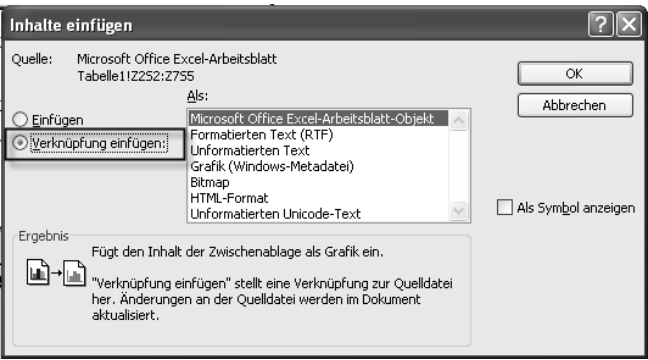 Inhalte einfügen
Quelle: Microsoft Office Excel-Arbeitsblatt
Tabelle1!Z2S2:Z7S5
Als:
Einfügen
Verknüpfung einfügen:
Microsoft Office Excel-Arbeitsblatt-Objekt
Formatierten Text (RTF)
Unformatierten Text
Grafik (Windows-Metadatei)
Bitmap
HTML-Format
Unformatierten Unicode-Text
OK
Abbrechen
Als Symbol anzeigen
Ergebnis
Fügt den Inhalt der Zwischenablage als Grafik ein.
"Verknüpfung einfügen" stellt eine Verknüpfung zur Quelldatei
her. Änderungen an der Quelldatei werden im Dokument
aktualisiert.